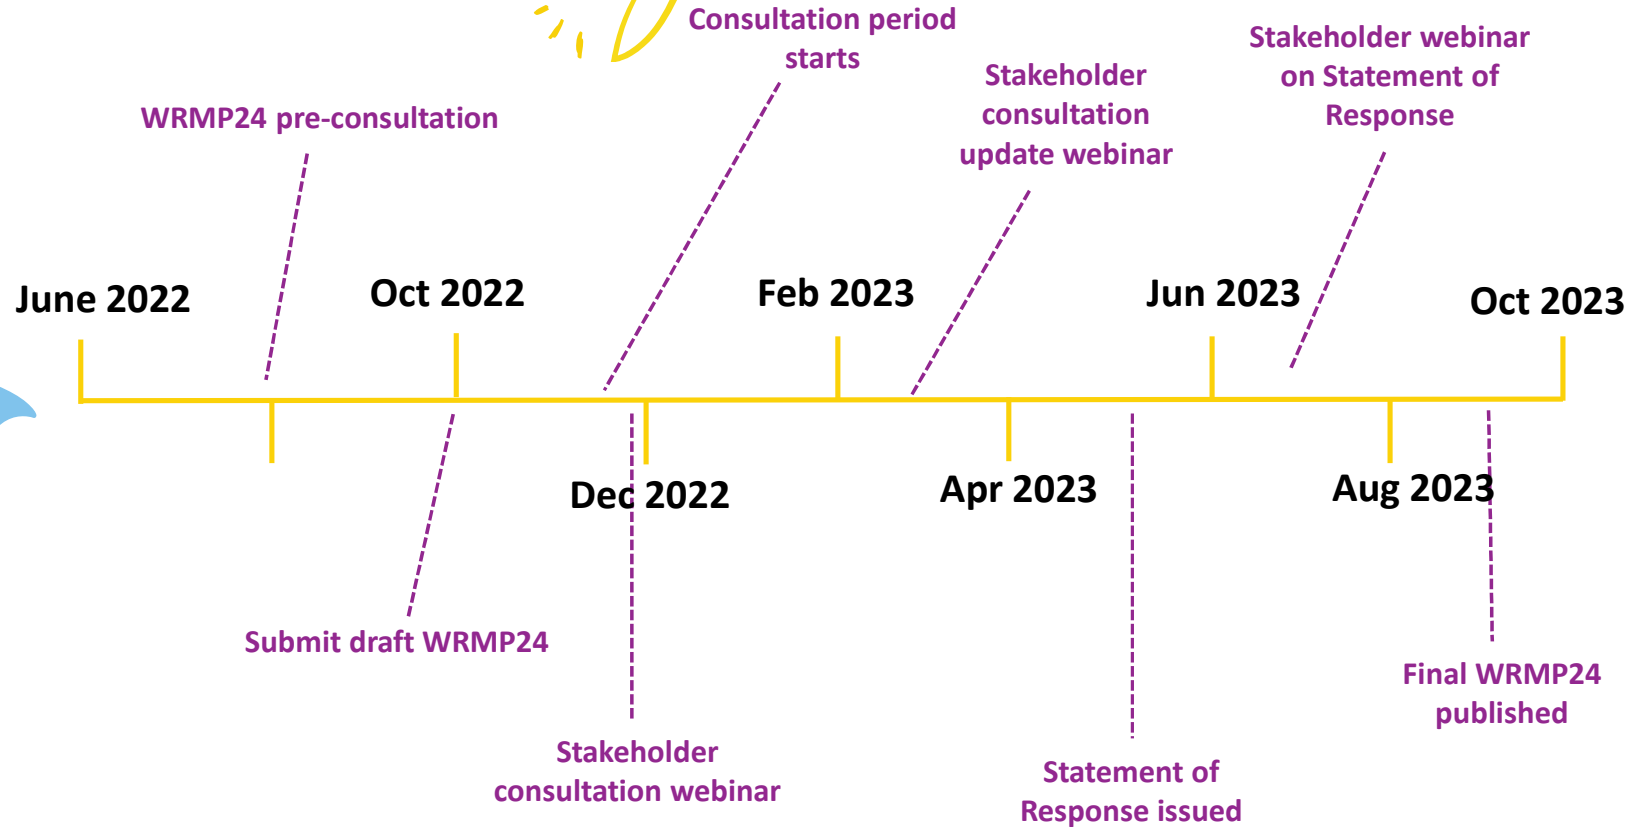 Consultation period
starts
Stakeholder webinar
on Statement of
Response
Stakeholder
consultation
update webinar
WRMP24 pre-consultation
June 2022
Oct 2022
Feb 2023
Jun 2023
Oct 2023
Dec 2022
Apr 2023
Aug 2023
Submit draft WRMP24
Final WRMP24
published
Stakeholder
consultation webinar
Statement of
Response issued